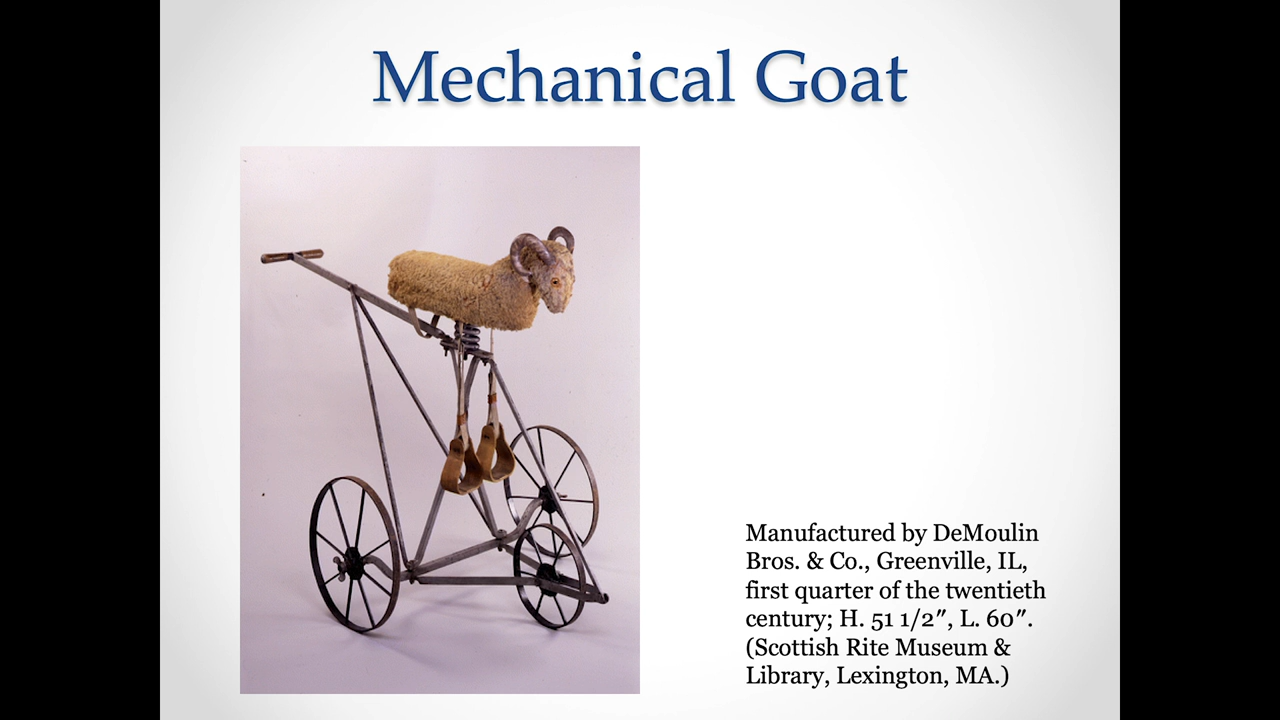 Mechanical Goat
Manufactured by DeMoulin
Bros. & Co., Greenville, IL,
first quarter of the twentieth
century; H. 51 1/2″, L. 60″.
(Scottish Rite Museum &
Library, Lexington, MA.)